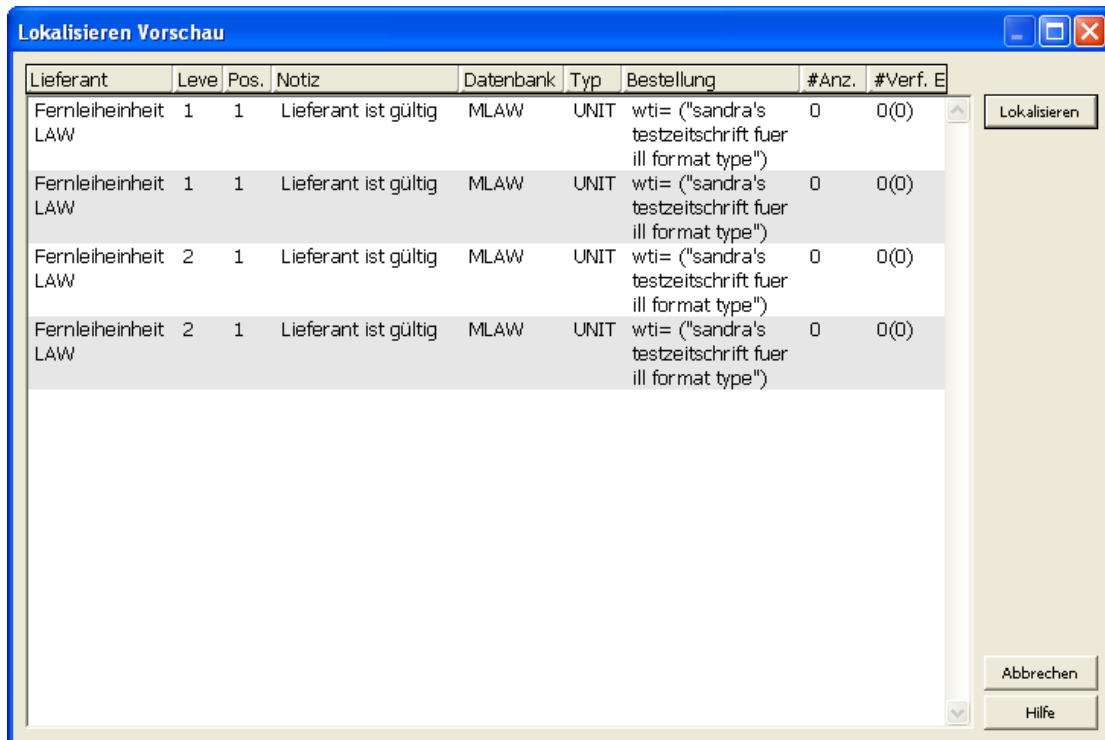 Lokalisieren Vorschau
Lieferant Leve Pos. Notiz Datenbank Typ Bestellung #Anz. #Verf. E
Fernleiheinheit 1 1 Lieferant ist gültig MLAW UNIT wti= ("sandra's 0 0(0)
LAW testzeitschrift fuer
ill format type")
Fernleiheinheit 1 1 Lieferant ist gültig MLAW UNIT wti= ("sandra's 0 0(0)
LAW testzeitschrift fuer
ill format type")
Fernleiheinheit 2 1 Lieferant ist gültig MLAW UNIT wti= ("sandra's 0 0(0)
LAW testzeitschrift fuer
ill format type")
Fernleiheinheit 2 1 Lieferant ist gültig MLAW UNIT wti= ("sandra's 0 0(0)
LAW testzeitschrift fuer
ill format type")
Lokalisieren
Abbrechen
Hilfe